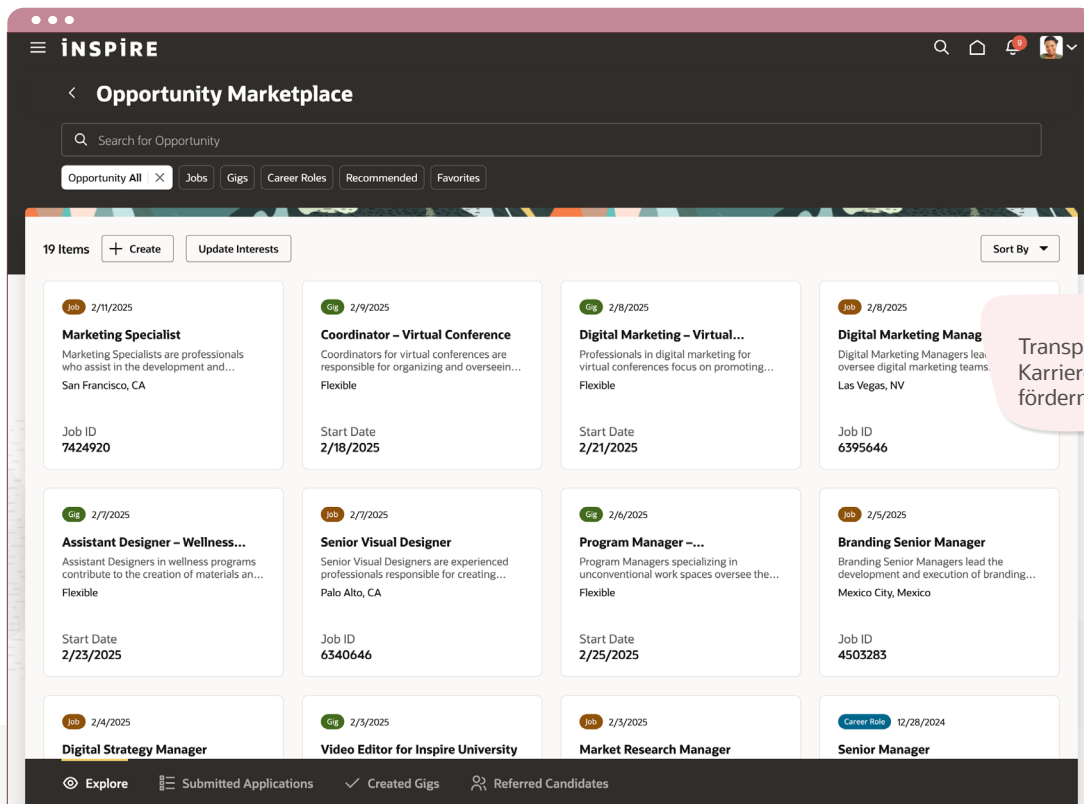 iNSPiRE
9
Opportunity Marketplace
Search for Opportunity
Opportunity All
Jobs
Gigs
Career Roles
Recommended
Favorites
19 Items
Create
Update Interests
Sort By
Job 2/11/2025
Marketing Specialist
Marketing Specialists are professionals
who assist in the development and...
San Francisco, CA
Job ID
7424920
Gig 2/9/2025
Coordinator – Virtual Conference
Coordinators for virtual conferences are
responsible for organizing and overseein...
Flexible
Start Date
2/18/2025
Gig 2/8/2025
Digital Marketing – Virtual...
Professionals in digital marketing for
virtual conferences focus on promoting...
Flexible
Start Date
2/21/2025
Job 2/8/2025
Digital Marketing Manag
Digital Marketing Managers lea
oversee digital marketing teams
Las Vegas, NV
Job ID
6395646
Transp
Karrier
förder
Gig 2/7/2025
Assistant Designer – Wellness...
Assistant Designers in wellness programs
contribute to the creation of materials an...
Flexible
Start Date
2/23/2025
Job 2/7/2025
Senior Visual Designer
Senior Visual Designers are experienced
professionals responsible for creating...
Palo Alto, CA
Job ID
6340646
Gig 2/6/2025
Program Manager –...
Program Managers specializing in
unconventional work spaces oversee the...
Flexible
Start Date
2/25/2025
Job 2/5/2025
Branding Senior Manager
Branding Senior Managers lead the
development and execution of branding...
Mexico City, Mexico
Job ID
4503283
Job 2/4/2025
Digital Strategy Manager
Gig 2/3/2025
Video Editor for Inspire University
Job 2/3/2025
Market Research Manager
Career Role 12/28/2024
Senior Manager
Explore
Submitted Applications
Created Gigs
Referred Candidates